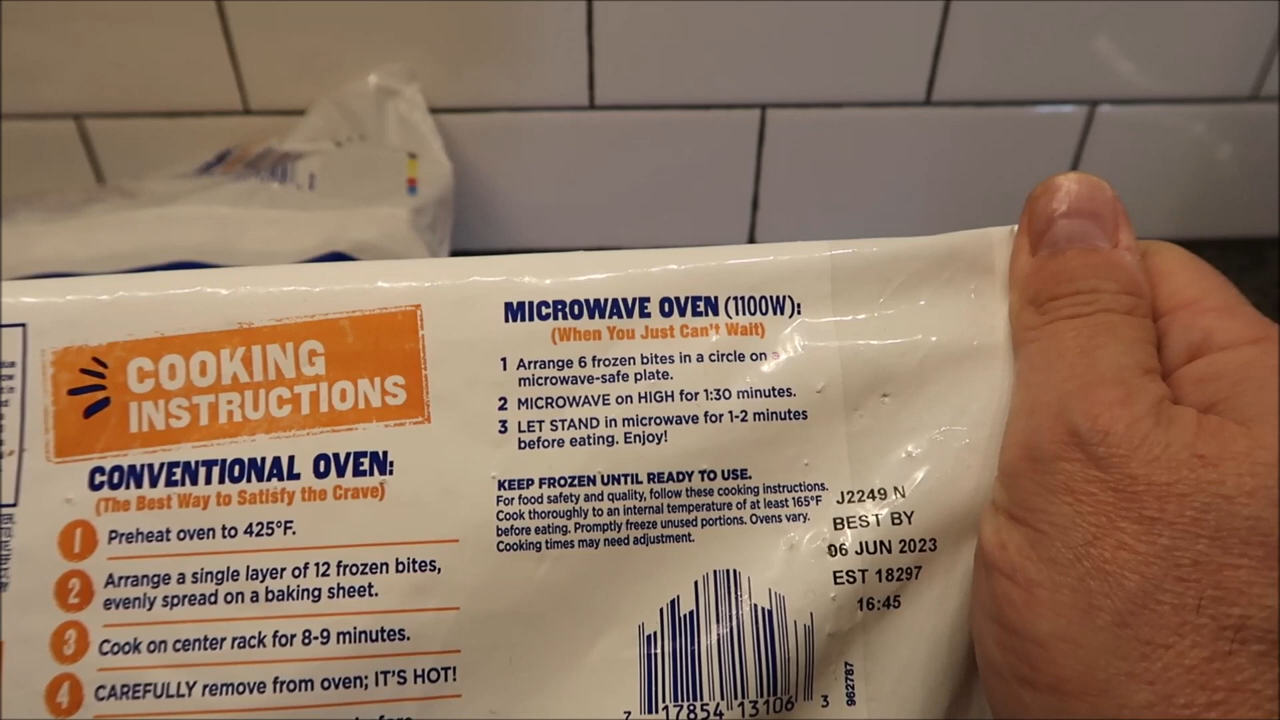 COOKING
INSTRUCTIONS
CONVENTIONAL OVEN:
(The Best Way to Satisfy the Crave)
1 Preheat oven to 425°F.
2 Arrange a single layer of 12 frozen bites,
evenly spread on a baking sheet.
3 Cook on center rack for 8-9 minutes.
4 CAREFULLY remove from oven; IT'S HOT!
MICROWAVE OVEN (1100W):
(When You Just Can't Wait)
1 Arrange 6 frozen bites in a circle on a
microwave-safe plate.
2 MICROWAVE on HIGH for 1:30 minutes.
3 LET STAND in microwave for 1-2 minutes
before eating. Enjoy!
KEEP FROZEN UNTIL READY TO USE.
For food safety and quality, follow these cooking instructions.
Cook thoroughly to an internal temperature of at least 165°F
before eating. Promptly freeze unused portions. Ovens vary.
Cooking times may need adjustment.
J2249 N
BEST BY
06 JUN 2023
EST 18297
16:45
7 17854 13106 3
962787